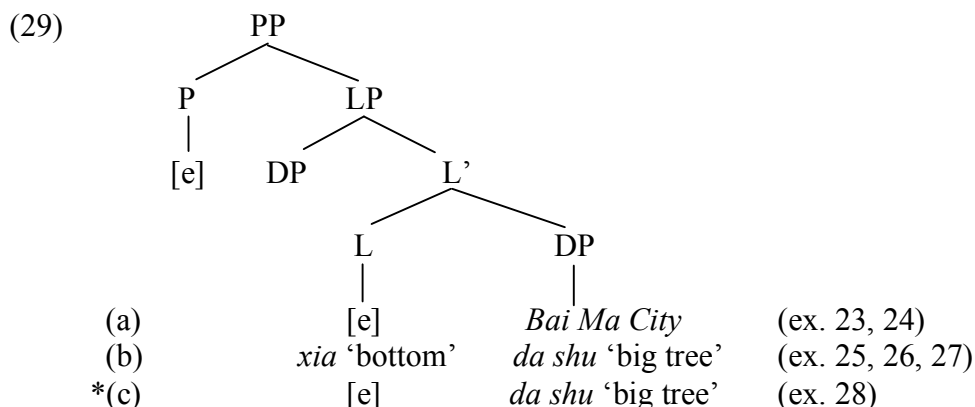 (29) PP
P LP
[e] DP L’
L DP
(a) [e] Bai Ma City (ex. 23, 24)
(b) xia ‘bottom’ da shu ‘big tree’ (ex. 25, 26, 27)
*(c) [e] da shu ‘big tree’ (ex. 28)